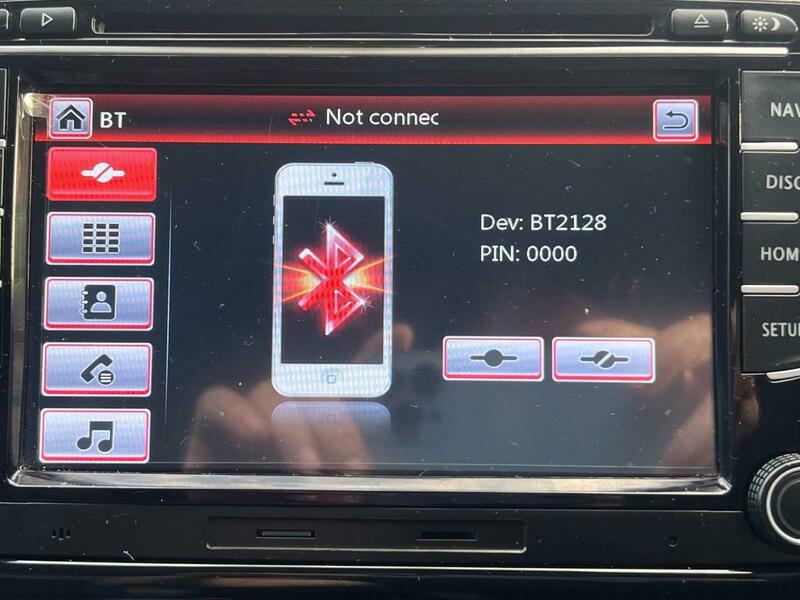 BT
Not connec
Dev: BT2128
PIN: 0000
NAV
DISC
HOM
SETU